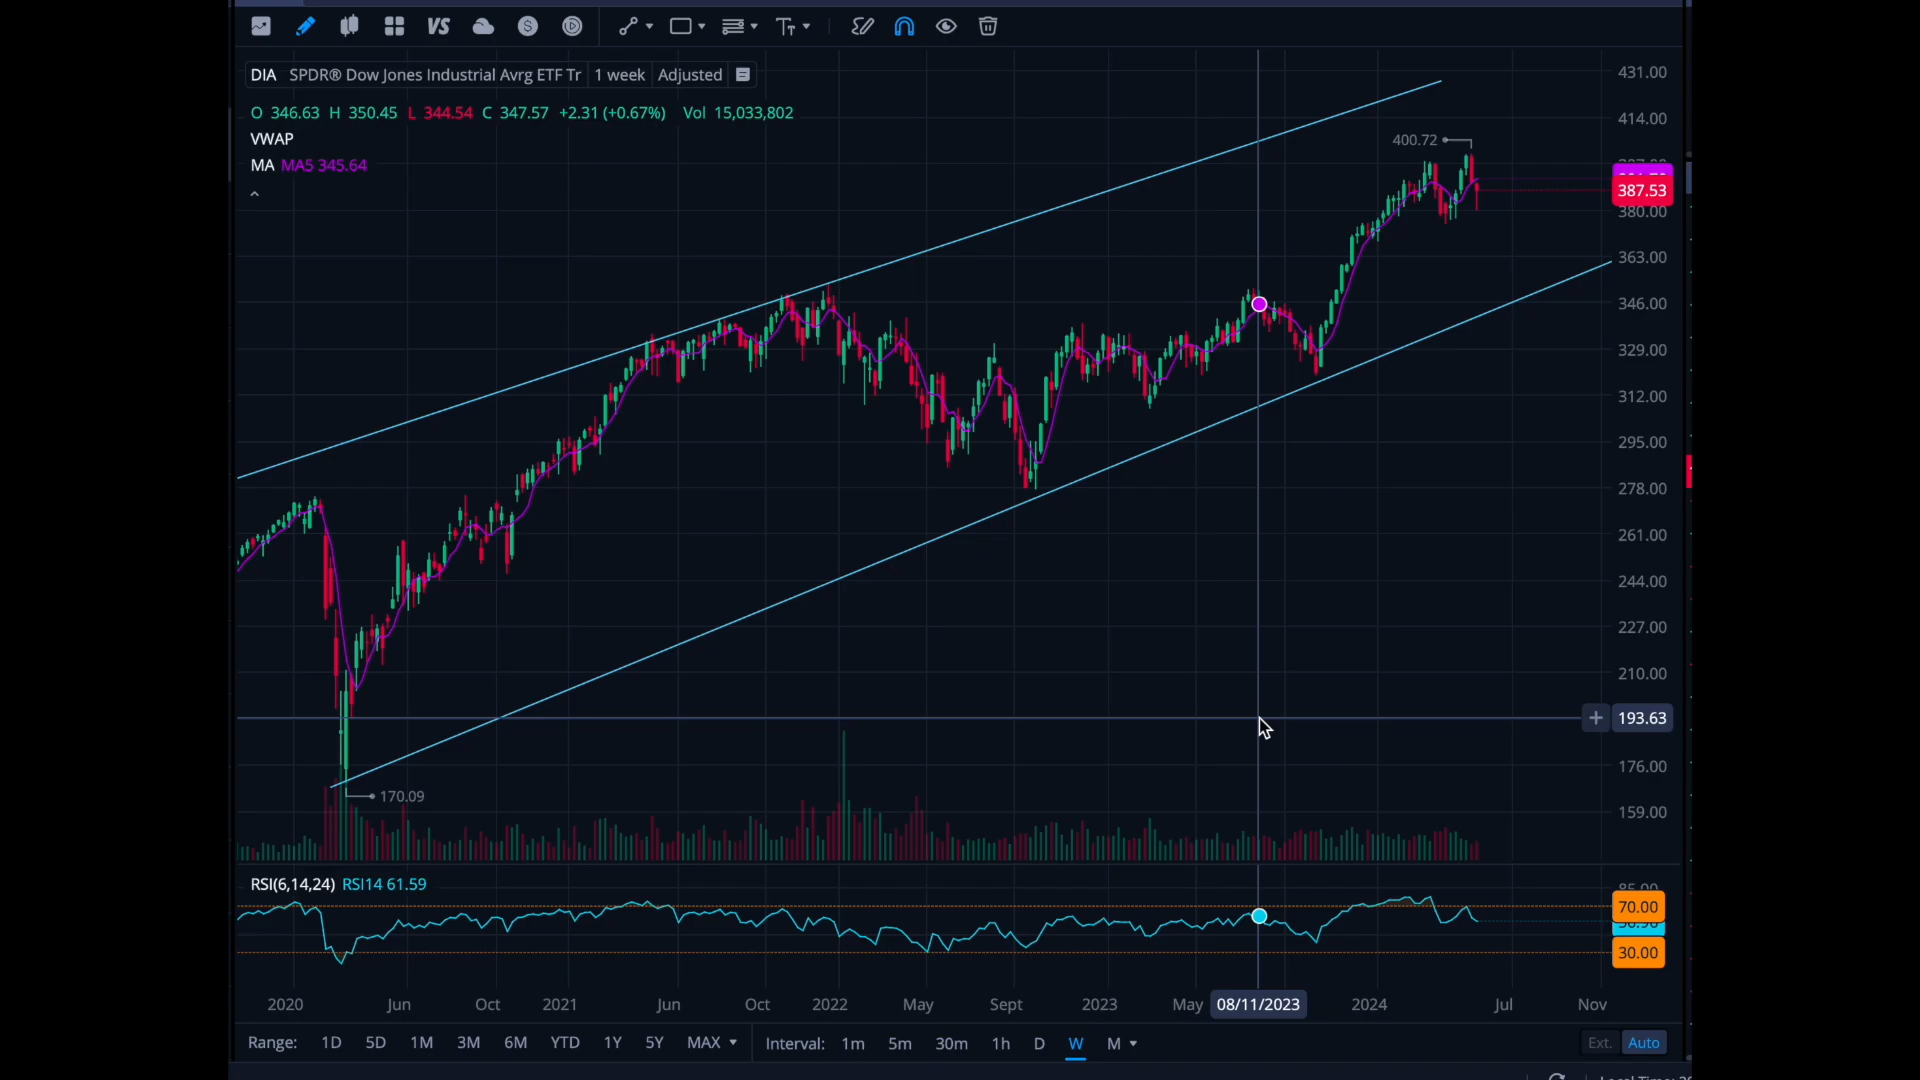 VS
DIA SPDR® Dow Jones Industrial Avrg ETF Tr 1 week Adjusted
O 346.63 H 350.45 L 344.54 C 347.57 +2.31 (+0.67%) Vol 15,033,802
VWAP
MA MA5 345.64
431.00
414.00
400.72
387.53
380.00
363.00
346.00
329.00
312.00
295.00
278.00
261.00
244.00
227.00
210.00
193.63
176.00
170.09
159.00
RSI(6,14,24) RSI14 61.59
85.00
70.00
30.00
2020 Jun Oct 2021 Jun Oct 2022 May Sept 2023 May 08/11/2023 2024 Jul Nov
Range: 1D 5D 1M 3M 6M YTD 1Y 5Y MAX Interval: 1m 5m 30m 1h D W M Ext. Auto